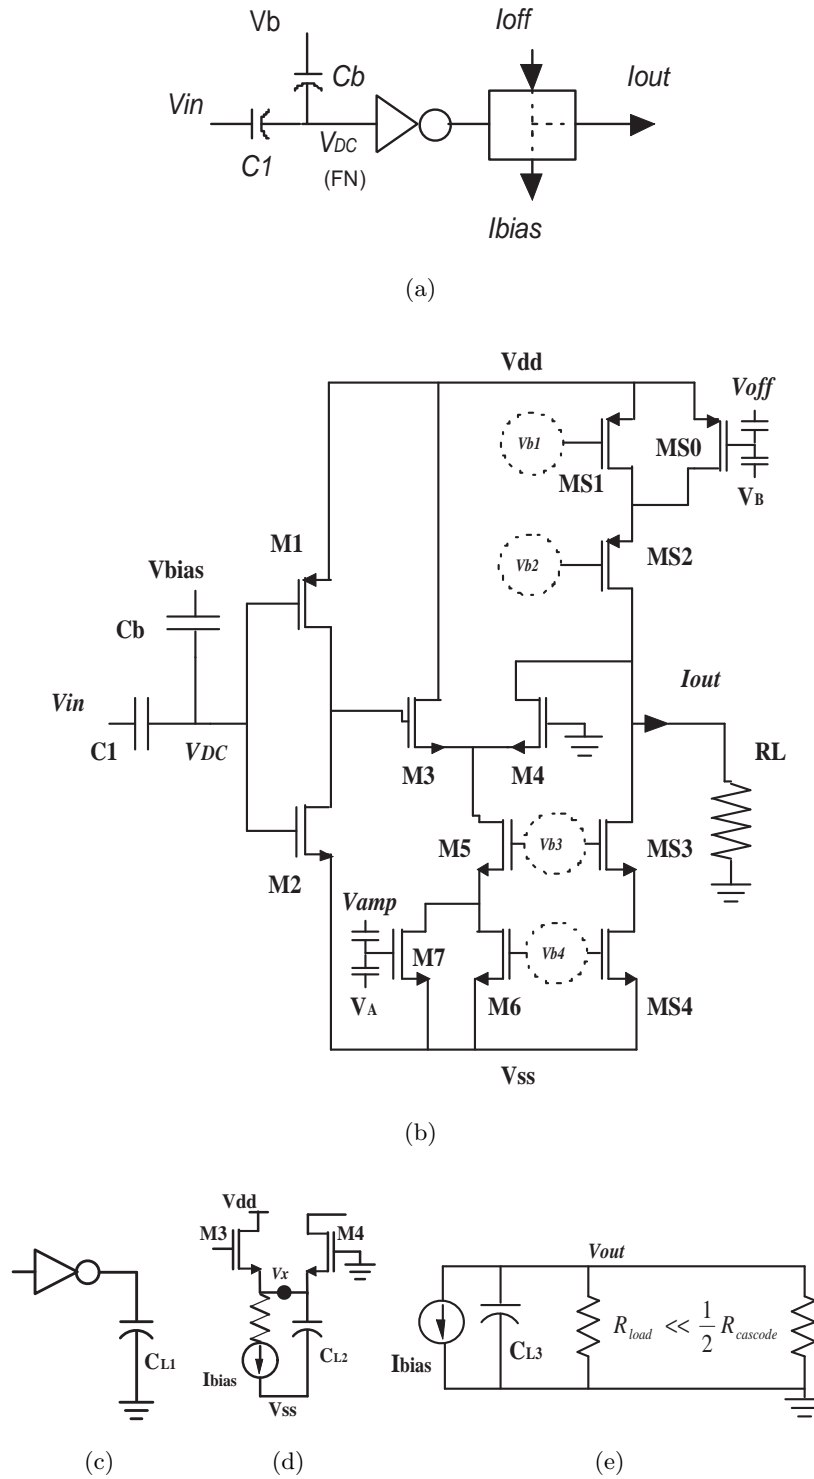 Vb
Ioff
Cb
Iout
Vin
C1
VDC
(FN)
Ibias
(a)
Vdd
Voff
Vb1
MS0
MS1
VB
M1
Vbias
Vb2
MS2
Cb
Vin
Iout
C1
VDC
M3
M4
RL
M5
Vb3
MS3
M2
Vamp
M7
Vb4
VA
M6
MS4
Vss
(b)
Vdd
M3
M4
Vx
Vout
CL1
CL2
Ibias
Vss
Ibias
CL3
Rload << 1/2 Rcascode
(c)
(d)
(e)